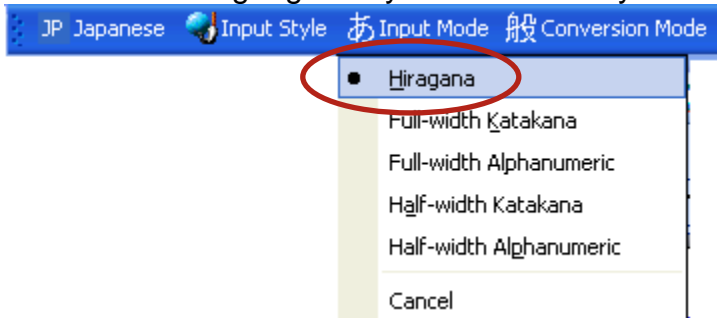 JP Japanese Input Style あ Input Mode 般 Conversion Mode
Hiragana
Full-width Katakana
Full-width Alphanumeric
Half-width Katakana
Half-width Alphanumeric
Cancel